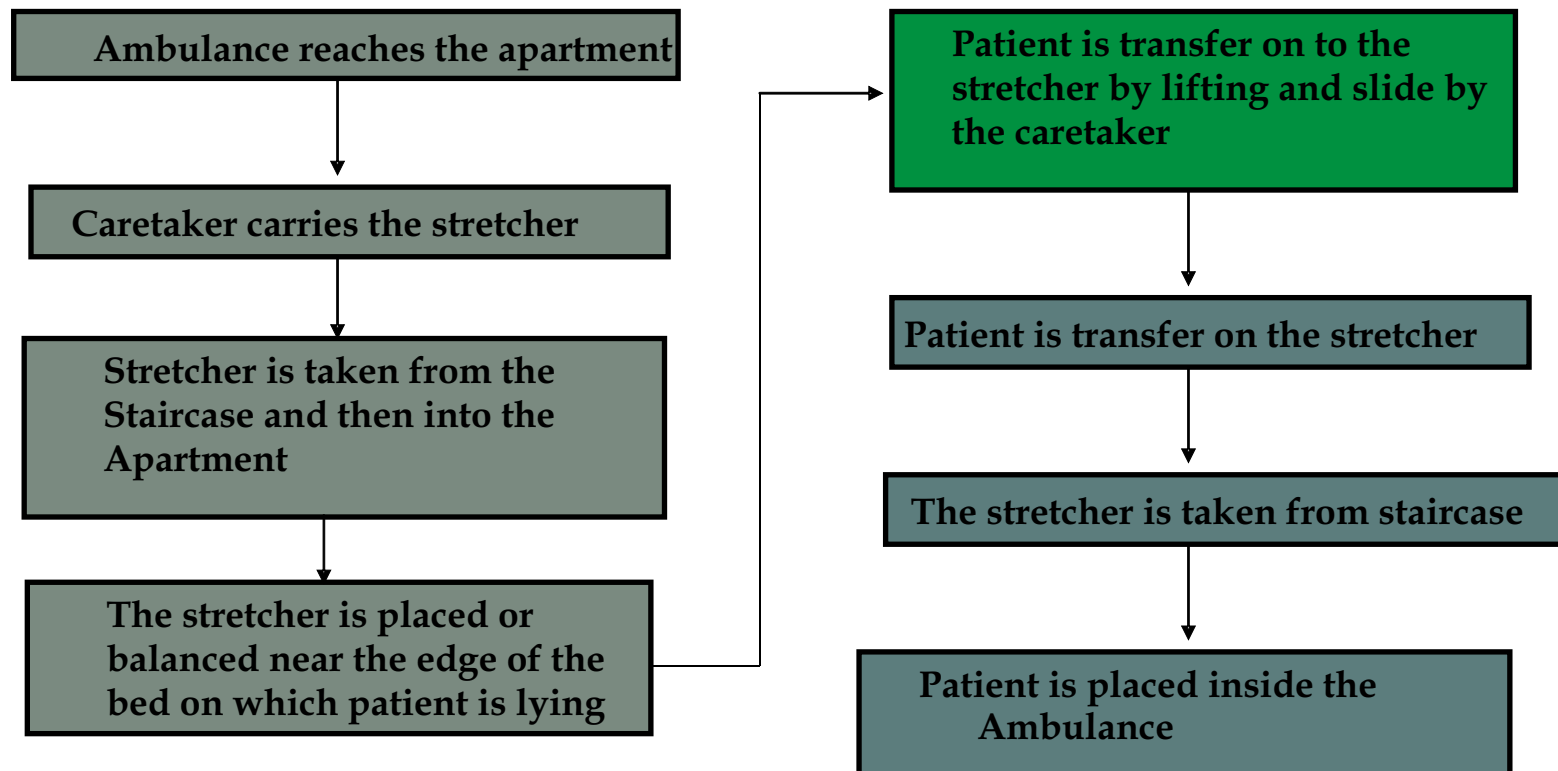 Ambulance reaches the apartment
Caretaker carries the stretcher
Stretcher is taken from the
Staircase and then into the
Apartment
The stretcher is placed or
balanced near the edge of the
bed on which patient is lying
Patient is transfer on to the
stretcher by lifting and slide by
the caretaker
Patient is transfer on the stretcher
The stretcher is taken from staircase
Patient is placed inside the
Ambulance